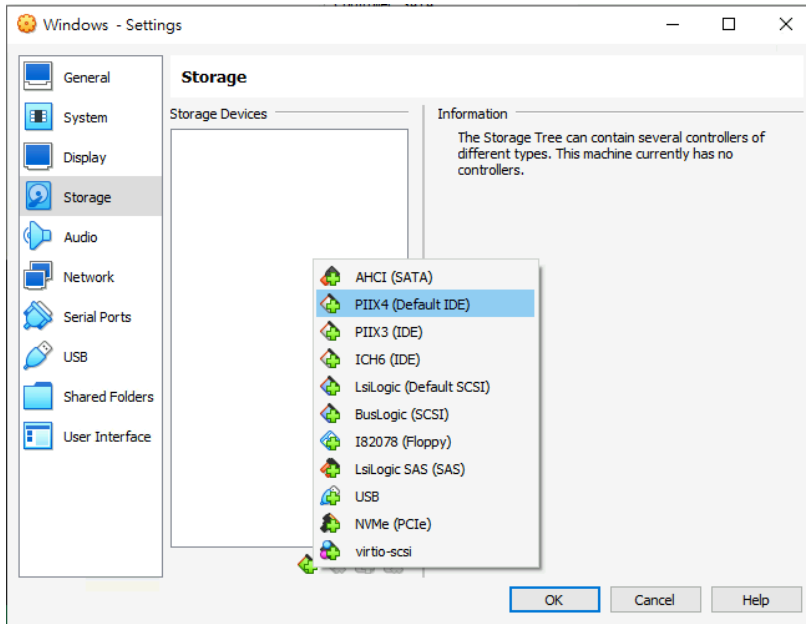 Windows - Settings
General
System
Display
Storage
Audio
Network
Serial Ports
USB
Shared Folders
User Interface
Storage
Storage Devices
Information
The Storage Tree can contain several controllers of
different types. This machine currently has no
controllers.
AHCI (SATA)
PIIX4 (Default IDE)
PIIX3 (IDE)
ICH6 (IDE)
LsiLogic (Default SCSI)
BusLogic (SCSI)
I82078 (Floppy)
LsiLogic SAS (SAS)
USB
NVMe (PCIe)
virtio-scsi
OK
Cancel
Help